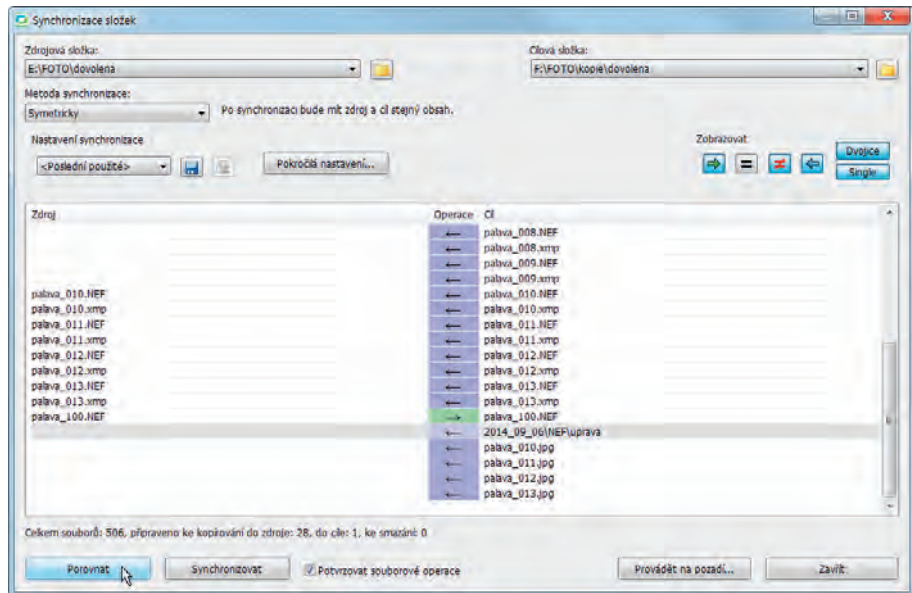 Synchronizace složek
Zdrojová složka:
Cílová složka:
E:\FOTO\dovolena
F:\FOTO\kopie\dovolena
Metoda synchronizace:
Symetricky
Po synchronizaci bude mít zdroj a cíl stejný obsah.
Nastavení synchronizace
Zobrazovat
<Poslední použité>
Pokročilá nastavení...
Dvojice
Single
Zdroj Operace Cíl
← palava_008.NEF
← palava_008.xmp
← palava_009.NEF
← palava_009.xmp
palava_010.NEF ← palava_010.NEF
palava_010.xmp ← palava_010.xmp
palava_011.NEF ← palava_011.NEF
palava_011.xmp ← palava_011.xmp
palava_012.NEF ← palava_012.NEF
palava_012.xmp ← palava_012.xmp
palava_013.NEF ← palava_013.NEF
palava_013.xmp ← palava_013.xmp
palava_100.NEF → palava_100.NEF
← 2014_09_06\NEF\uprava
← palava_010.jpg
← palava_011.jpg
← palava_012.jpg
← palava_013.jpg
Celkem souborů: 506, připraveno ke kopírování do zdroje: 28, do cíle: 1, ke smazání: 0
Porovnat
Synchronizovat
Potvrzovat souborové operace
Provádět na pozadí...
Zavřít